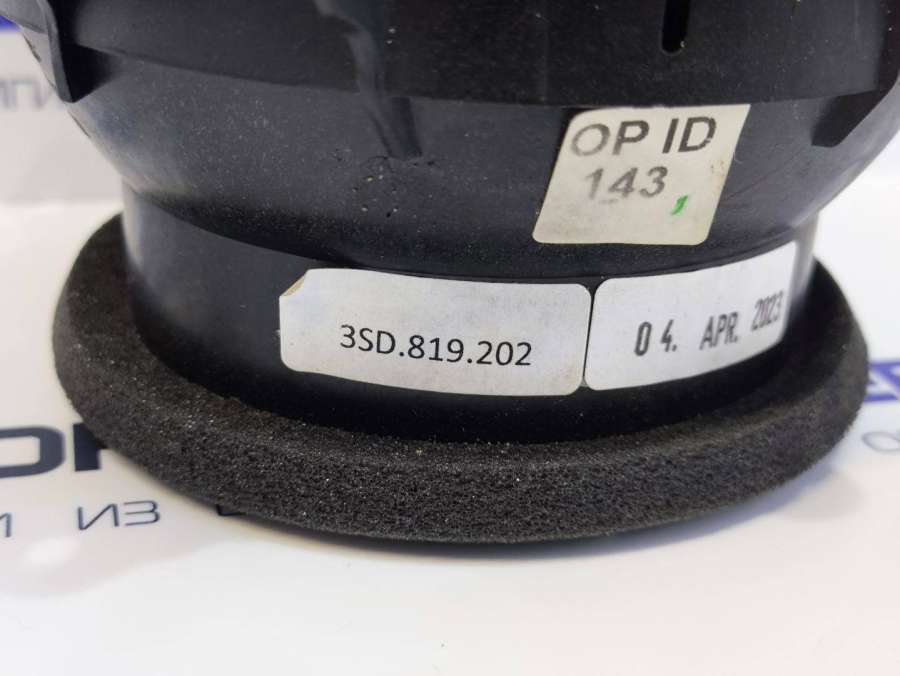 OP ID
143
3SD.819.202
04. APR. 2023
ИЗ